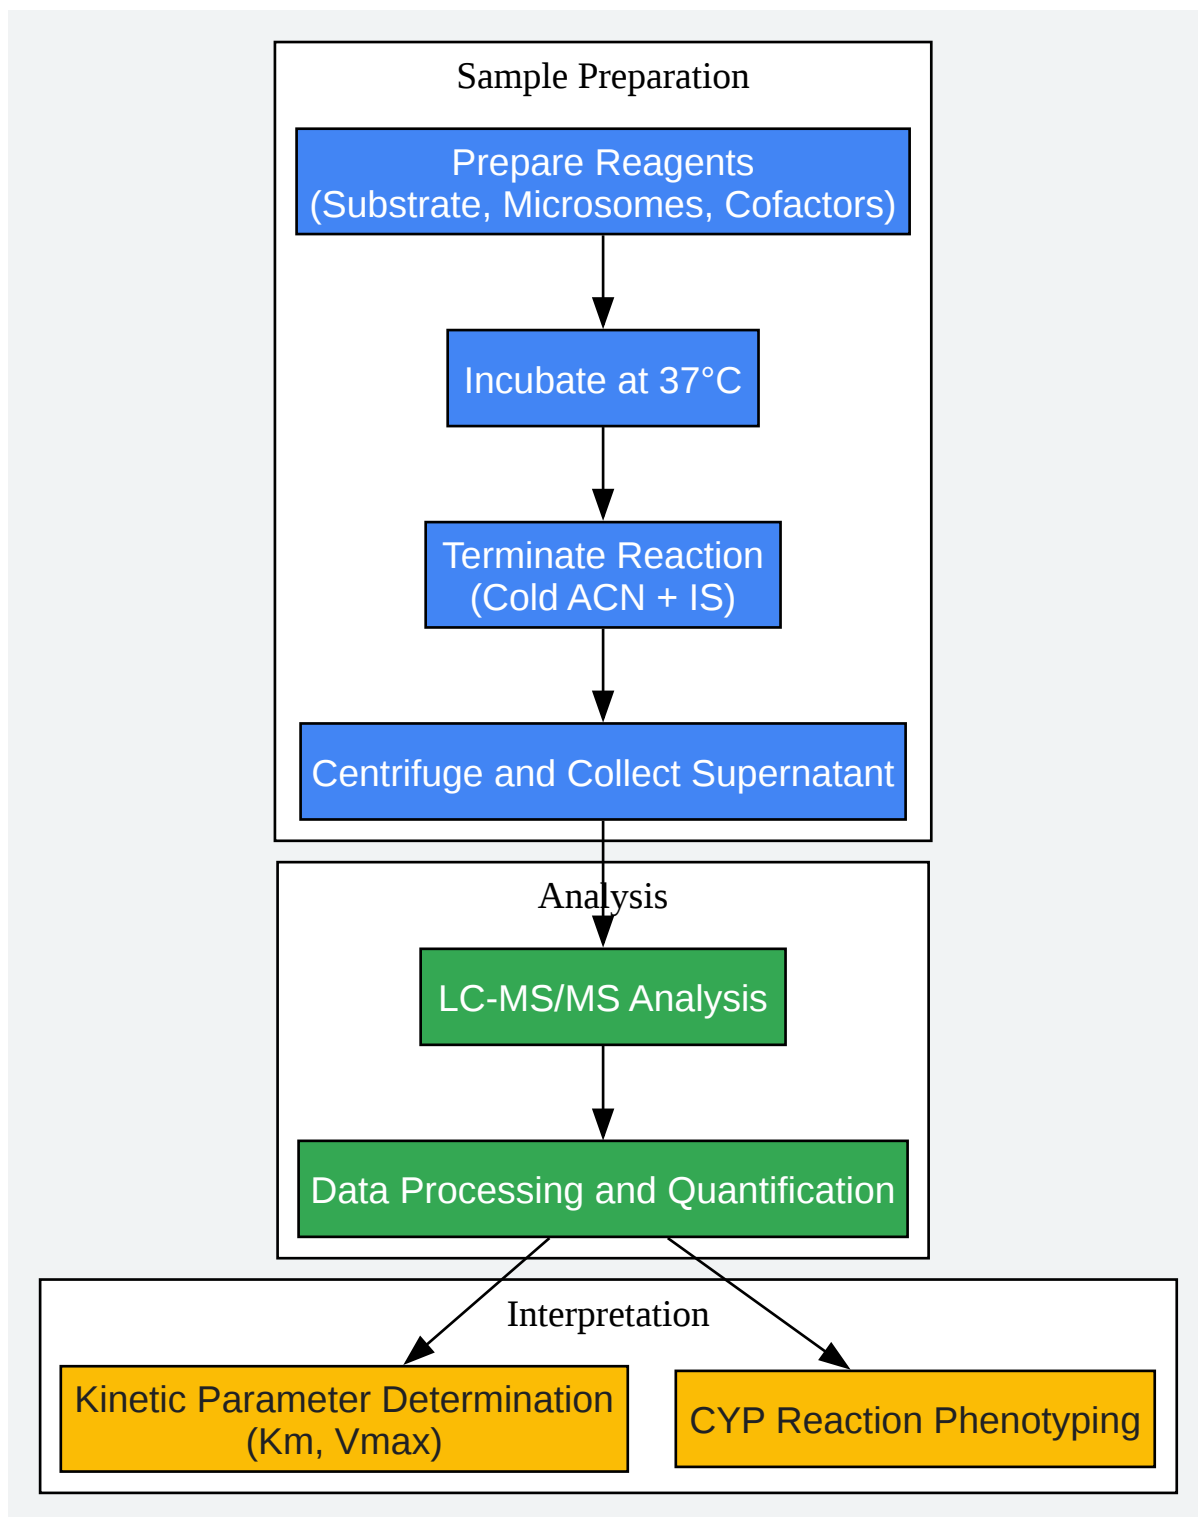 Sample Preparation
Prepare Reagents
(Substrate, Microsomes, Cofactors)
Incubate at 37°C
Terminate Reaction
(Cold ACN + IS)
Centrifuge and Collect Supernatant
Analysis
LC-MS/MS Analysis
Data Processing and Quantification
Interpretation
Kinetic Parameter Determination
(Km, Vmax)
CYP Reaction Phenotyping